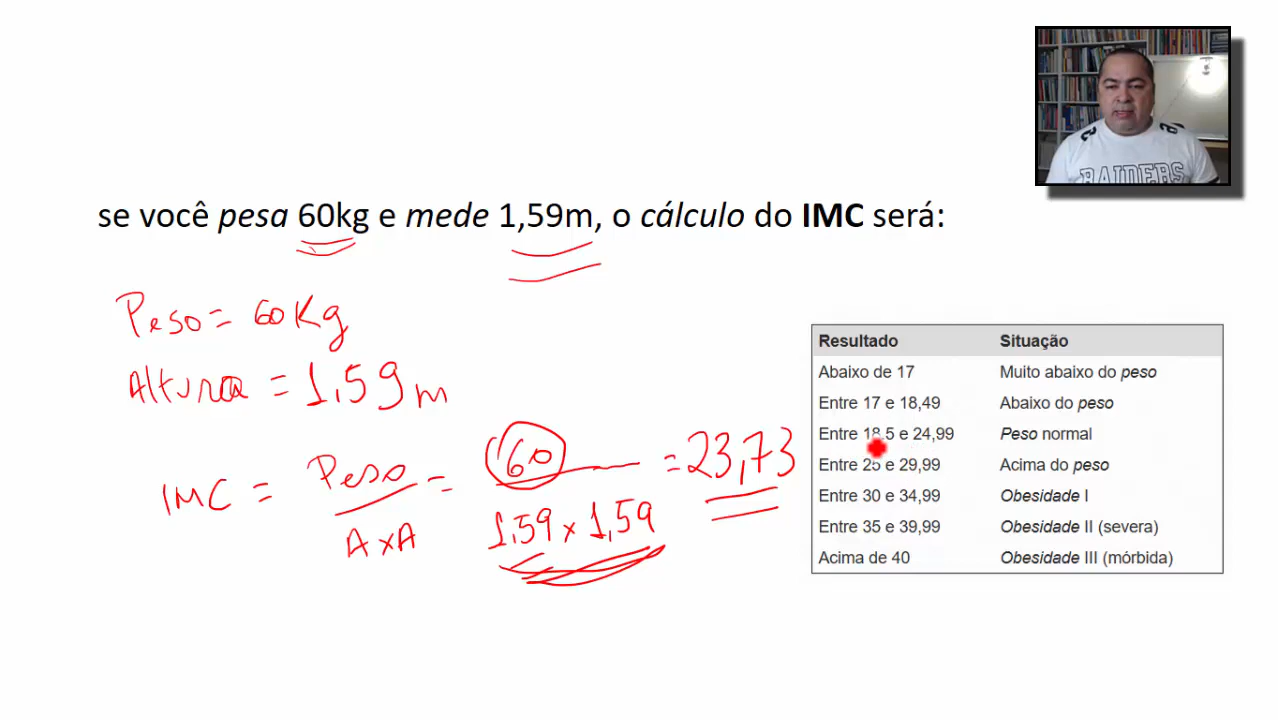 RAIDERS
se você pesa 60kg e mede 1,59m, o cálculo do IMC será:
Peso = 60Kg
Altura = 1,59m
IMC = Peso / AxA = 60 / 1,59 x 1,59 = 23,73
Resultado Situação
Abaixo de 17 Muito abaixo do peso
Entre 17 e 18,49 Abaixo do peso
Entre 18,5 e 24,99 Peso normal
Entre 25 e 29,99 Acima do peso
Entre 30 e 34,99 Obesidade I
Entre 35 e 39,99 Obesidade II (severa)
Acima de 40 Obesidade III (mórbida)